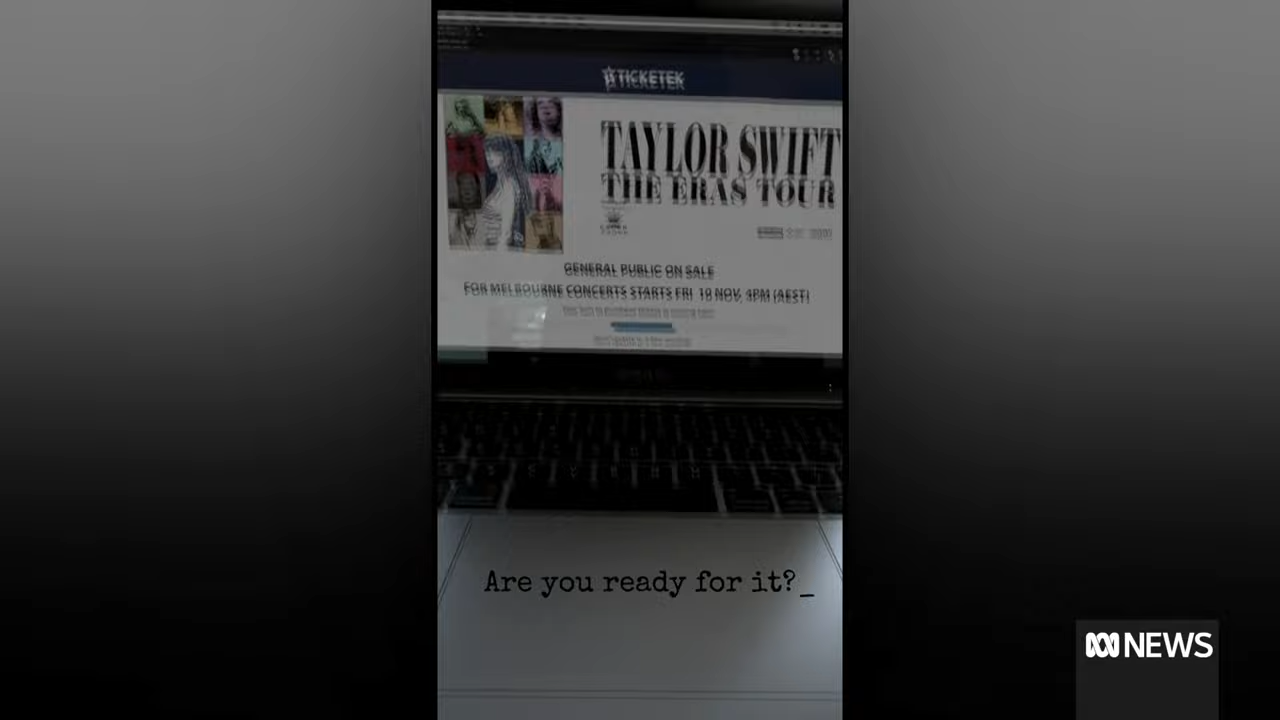 TICKETEK
TAYLOR SWIFT
THE ERAS TOUR
GENERAL PUBLIC ON SALE
FOR MELBOURNE CONCERTS STARTS FRI 10 NOV, 4PM (AEST)
Are you ready for it?_
NEWS